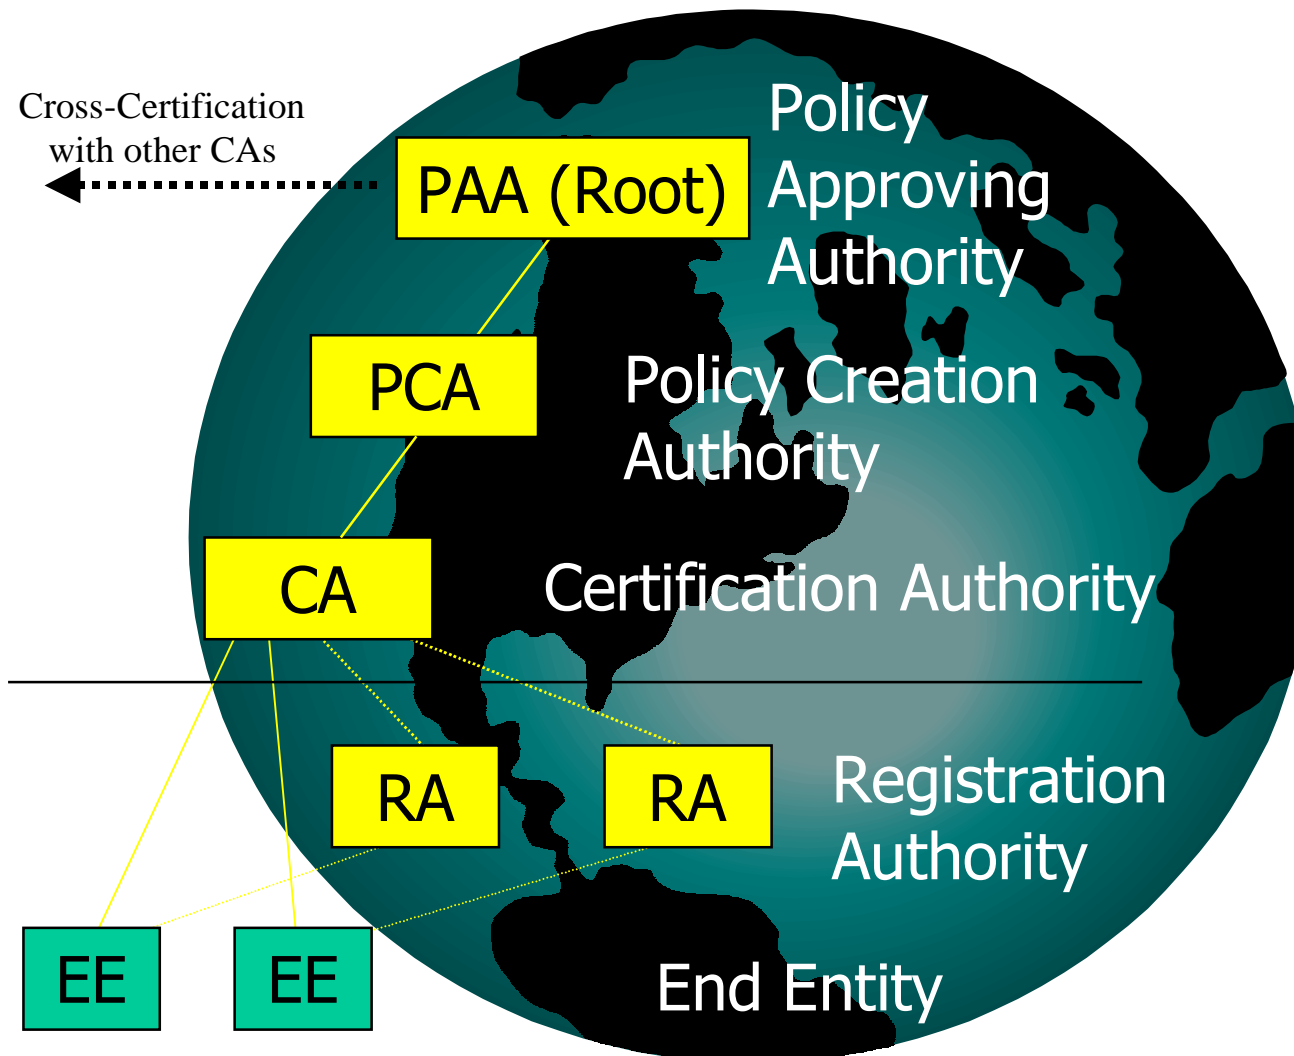 Cross-Certification
with other CAs
PAA (Root)
Policy
Approving
Authority
PCA
Policy Creation
Authority
CA
Certification Authority
RA
RA
Registration
Authority
EE
EE
End Entity